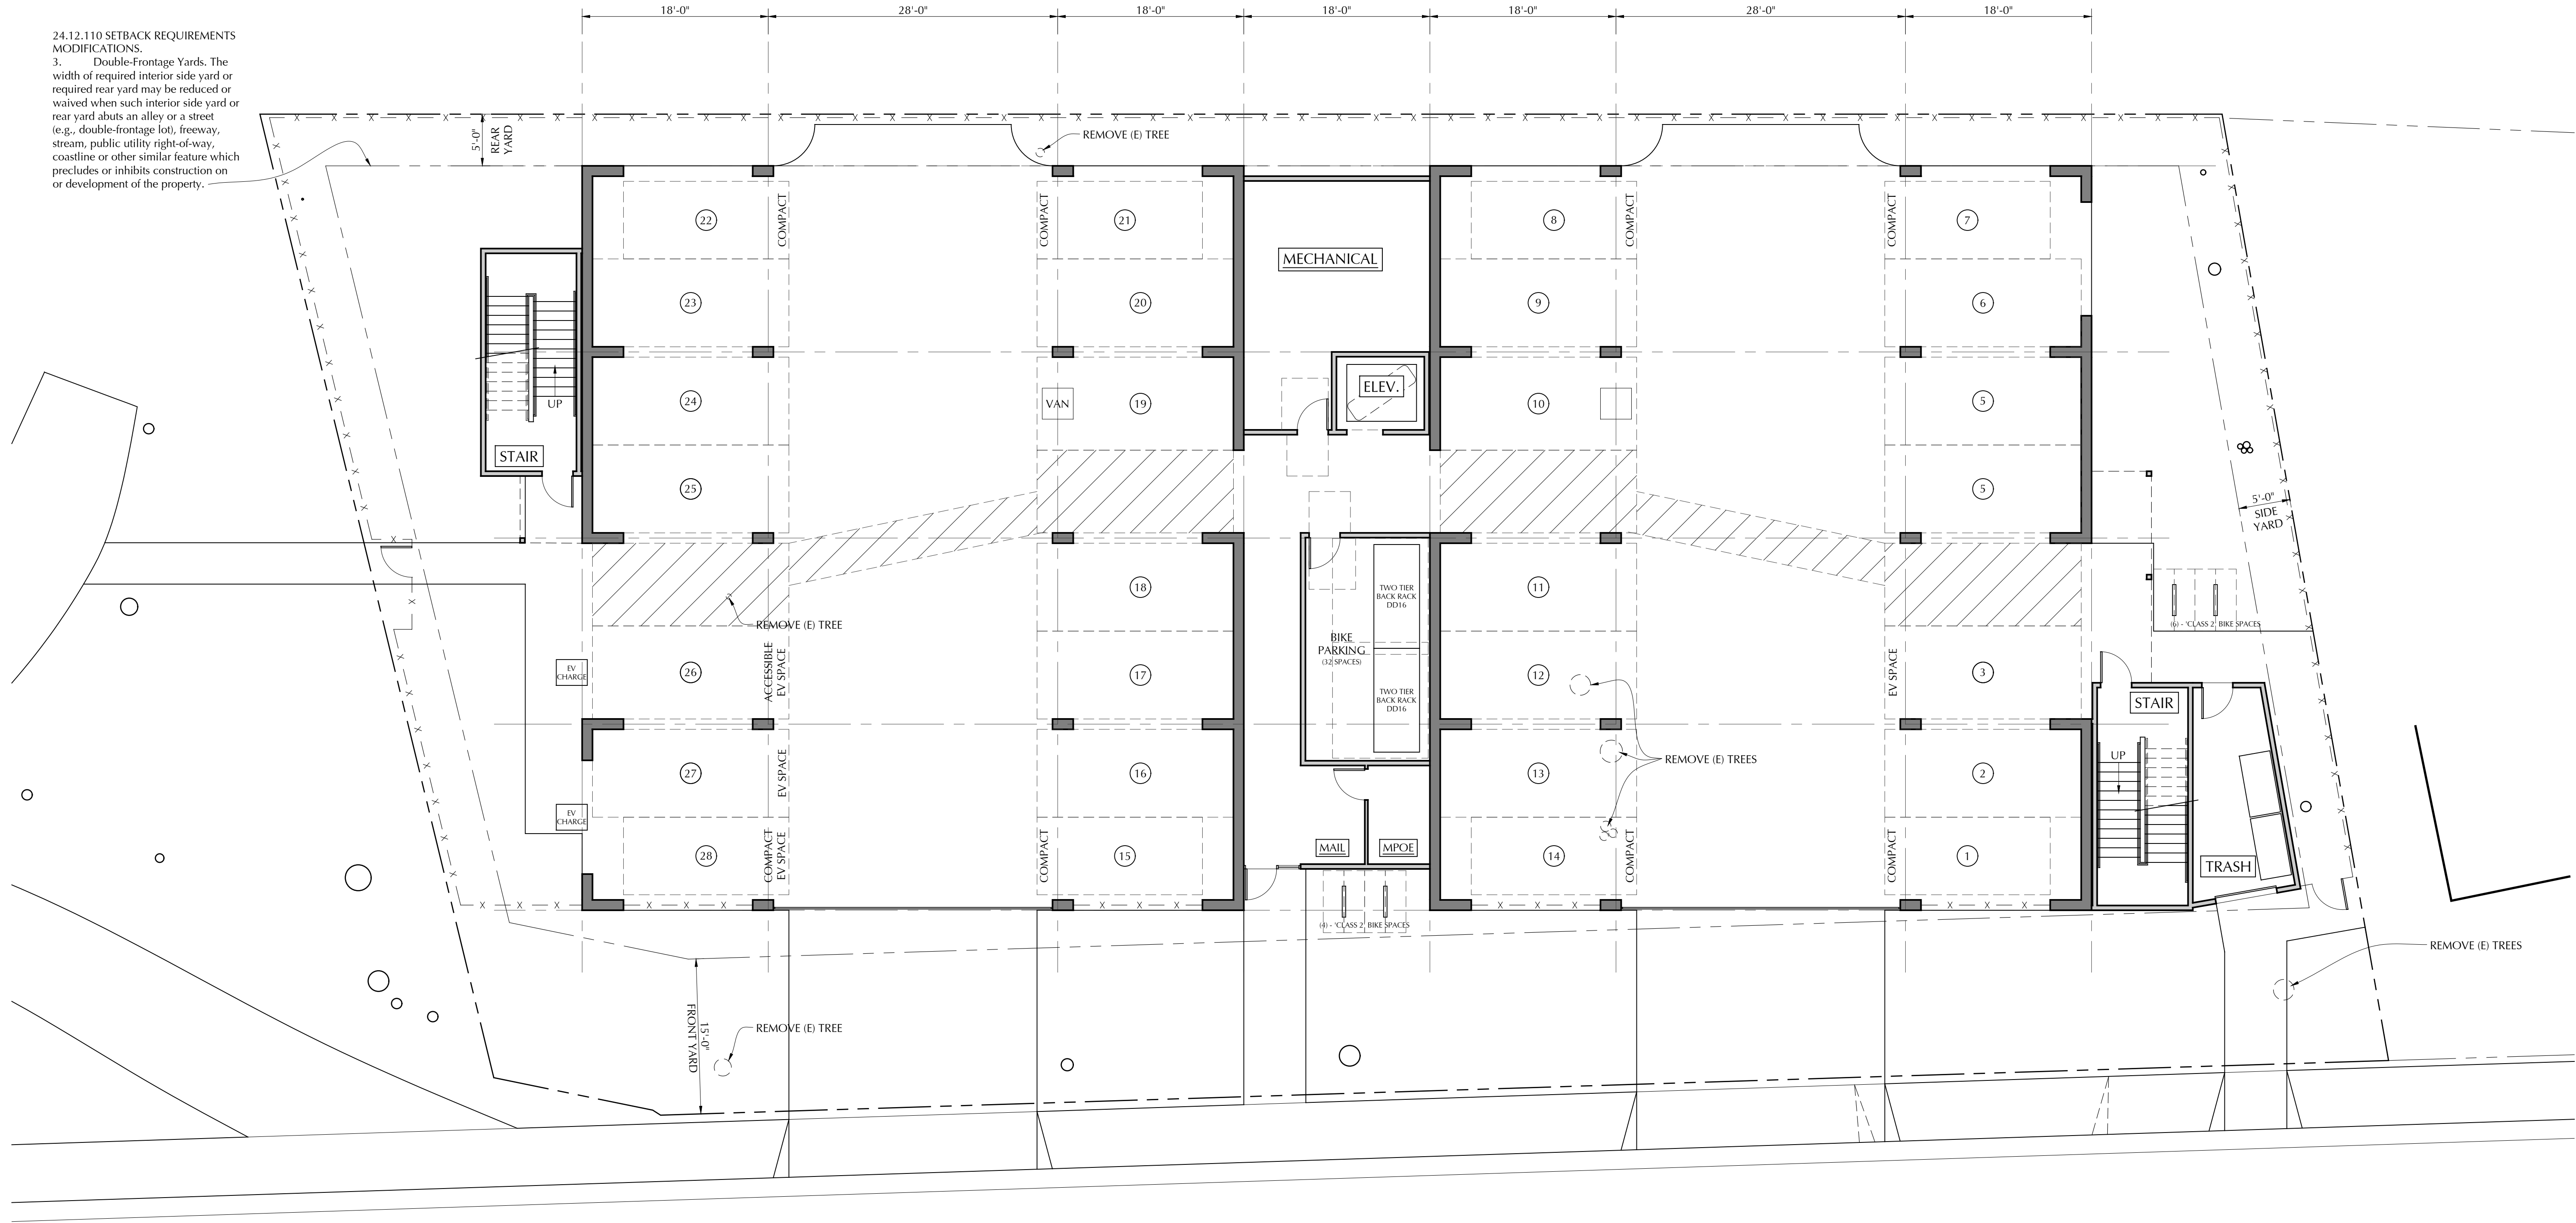 18'-0"
28'-0"
18'-0"
18'-0"
18'-0"
28'-0"
18'-0"
24.12.110 SETBACK REQUIREMENTS
MODIFICATIONS.
3. Double-Frontage Yards. The
width of required interior side yard or
required rear yard may be reduced or
waived when such interior side yard or
rear yard abuts an alley or a street
(e.g., double-frontage lot), freeway,
stream, public utility right-of-way,
coastline or other similar feature which
precludes or inhibits construction on
or development of the property.
5'-0"
REAR
YARD
REMOVE (E) TREE
22
COMPACT
COMPACT
21
MECHANICAL
8
COMPACT
COMPACT
7
23
20
9
6
24
VAN
19
ELEV.
10
5
UP
STAIR
25
5
5'-0"
SIDE
YARD
18
TWO TIER
BACK RACK
DD16
11
REMOVE (E) TREE
BIKE
PARKING
(32 SPACES)
(6) - 'CLASS 2' BIKE SPACES
EV
CHARGE
26
ACCESSIBLE
EV SPACE
17
TWO TIER
BACK RACK
DD16
12
EV SPACE
3
STAIR
REMOVE (E) TREES
UP
27
EV SPACE
16
13
2
EV
CHARGE
28
COMPACT
EV SPACE
COMPACT
15
MAIL
MPOE
14
COMPACT
COMPACT
1
TRASH
(4) - 'CLASS 2' BIKE SPACES
REMOVE (E) TREES
15'-0"
FRONT YARD
REMOVE (E) TREE